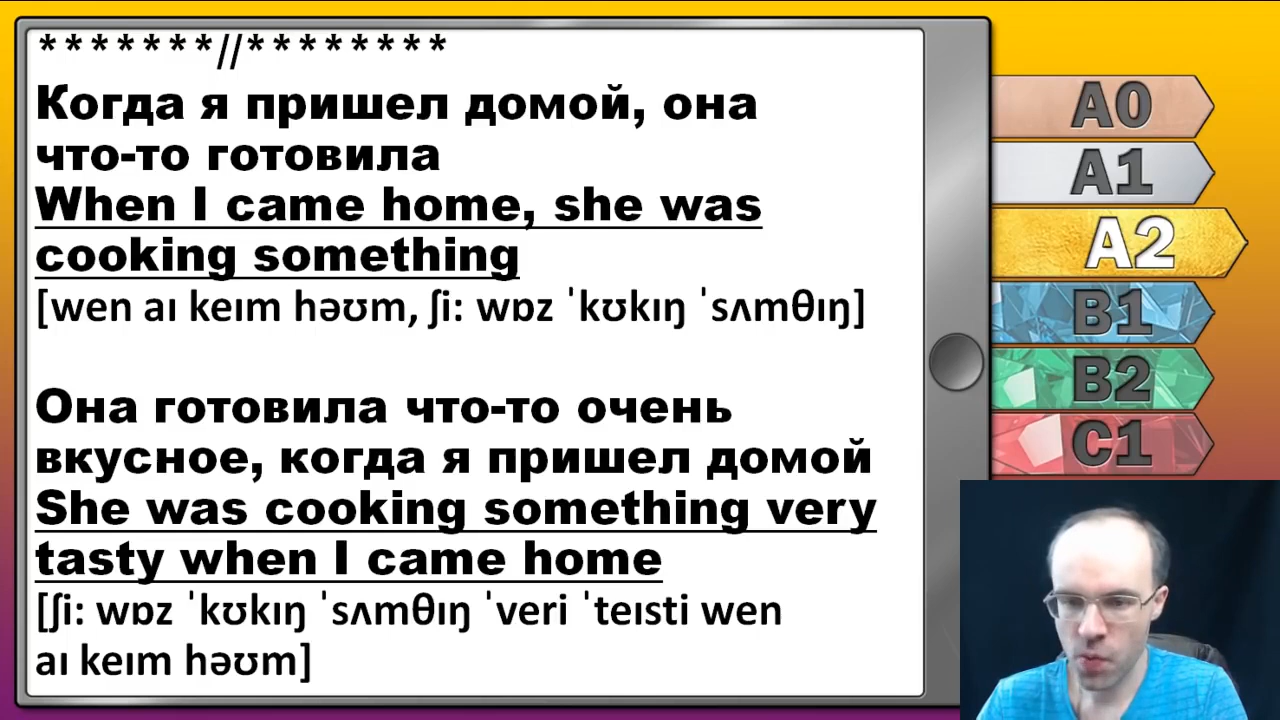 *******//********
Когда я пришел домой, она
что-то готовила
When I came home, she was
cooking something
[wen aɪ keɪm həʊm, ʃi: wɒz ˈkʊkɪŋ ˈsʌmθɪŋ]
Она готовила что-то очень
вкусное, когда я пришел домой
She was cooking something very
tasty when I came home
[ʃi: wɒz ˈkʊkɪŋ ˈsʌmθɪŋ ˈveri ˈteɪsti wen
aɪ keɪm həʊm]
A0
A1
A2
B1
B2
C1